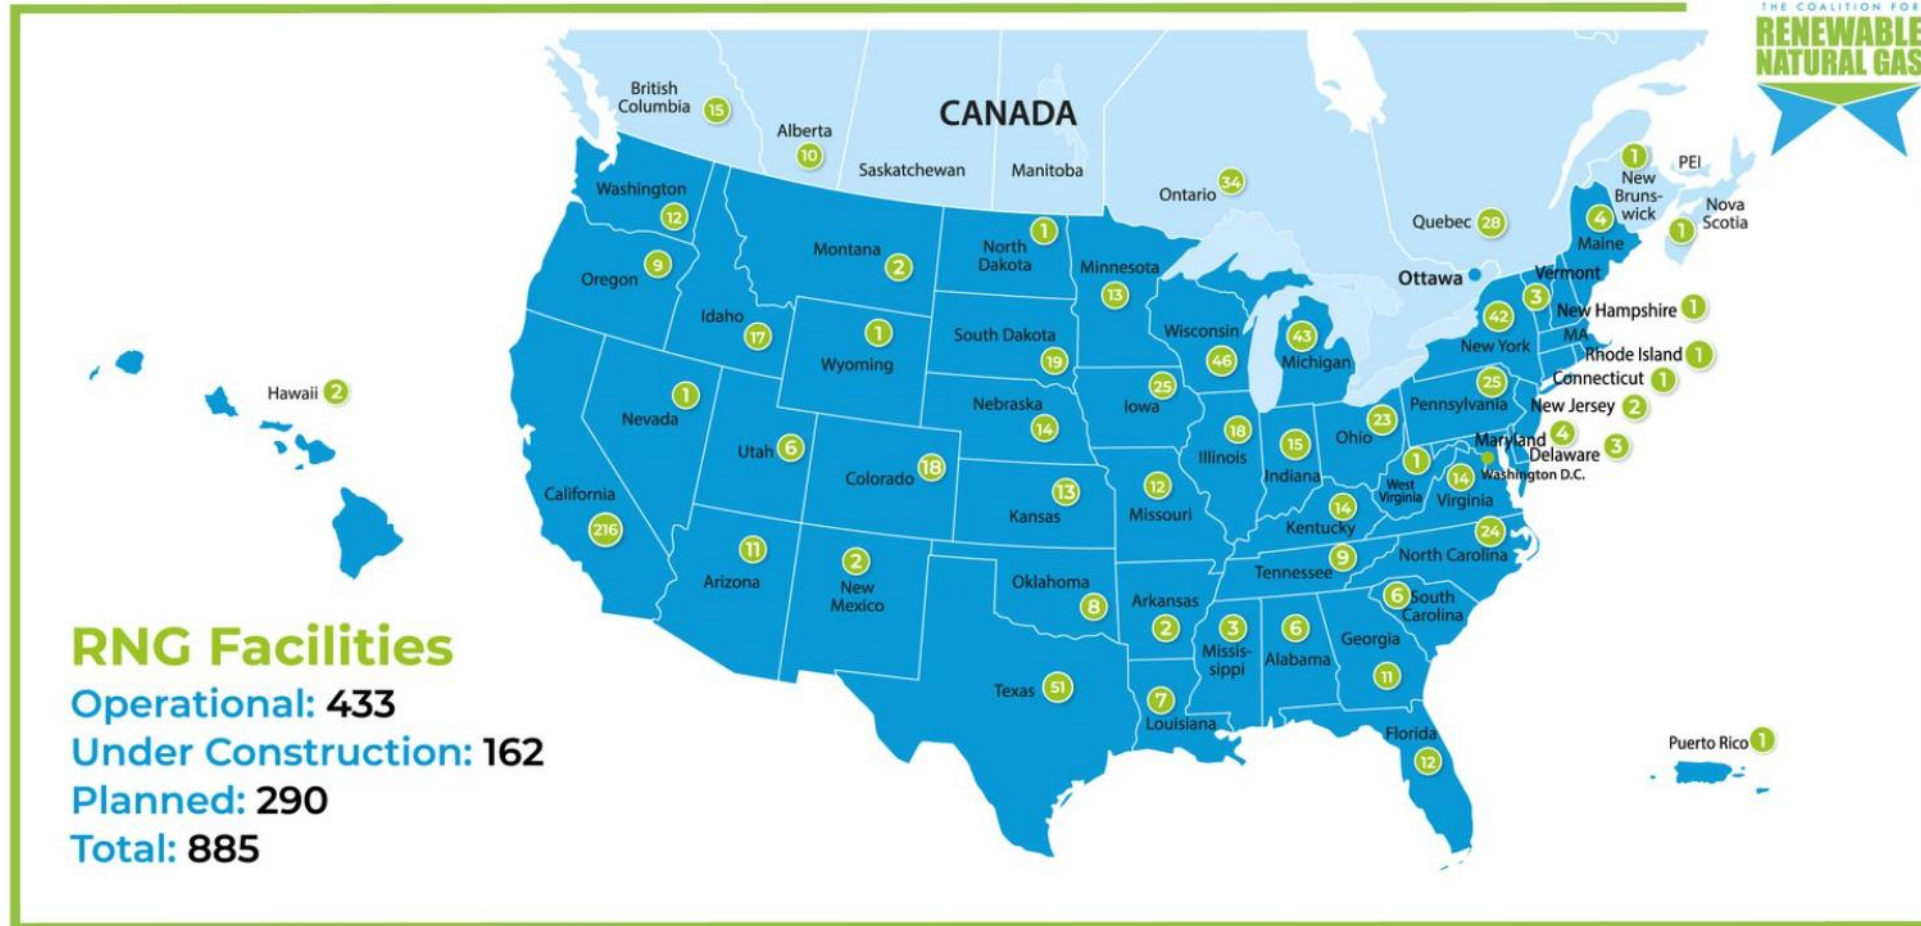 THE COALITION FOR
RENEWABLE
NATURAL GAS
British
Columbia
15
Alberta
10
CANADA
Saskatchewan
Manitoba
Ontario
34
Quebec
28
1
New
Bruns-
wick
PEI
Nova
Scotia
1
Ottawa
Washington
12
Oregon
9
Idaho
17
Montana
2
Wyoming
1
North
Dakota
1
South Dakota
19
Nebraska
14
Minnesota
13
Wisconsin
46
Michigan
43
Iowa
25
Illinois
18
Indiana
15
Ohio
23
Pennsylvania
25
New York
42
Vermont
3
4
Maine
New Hampshire
1
MA
Rhode Island
1
Connecticut
1
New Jersey
2
Maryland
4
Delaware
3
Washington D.C.
1
West
Virginia
14
Virginia
Hawaii
2
California
216
Nevada
1
Utah
6
Colorado
18
Kansas
13
Missouri
12
14
Kentucky
24
North Carolina
9
Tennessee
6
South
Carolina
11
Arizona
2
New
Mexico
Oklahoma
8
Arkansas
2
3
Missis-
sippi
6
Alabama
Georgia
11
Texas
51
7
Louisiana
Florida
12
Puerto Rico
1
RNG Facilities
Operational: 433
Under Construction: 162
Planned: 290
Total: 885